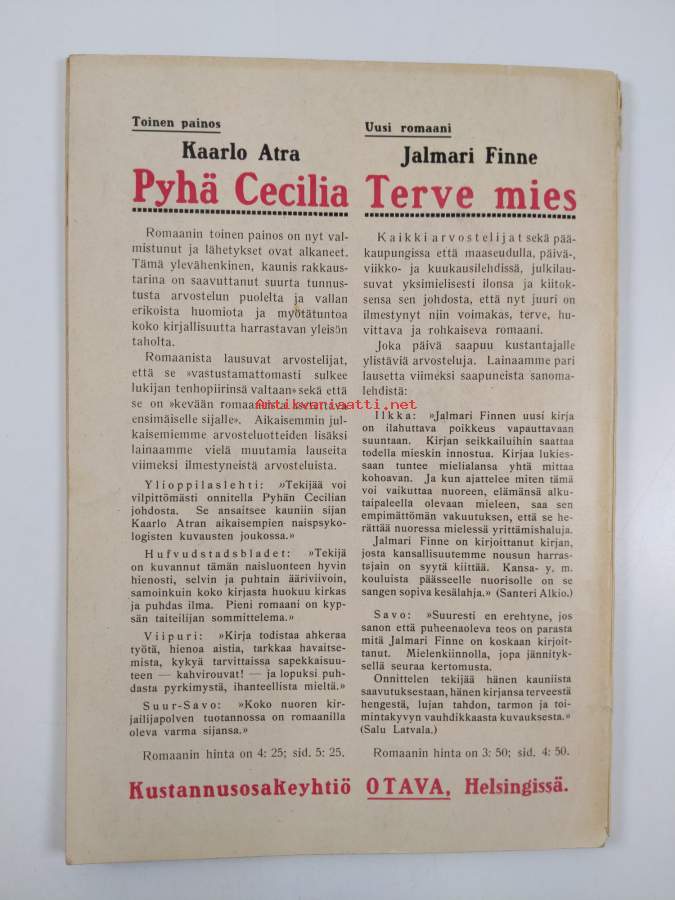 Toinen painos
Kaarlo Atra
Pyhä Cecilia
Romaanin toinen painos on nyt val-
mistunut ja lähetykset ovat alkaneet.
Tämä ylevähenkinen, kaunis rakkaus-
tarina on saavuttanut suurta tunnus-
tusta arvostelun puolelta ja vallan
erikoista huomiota ja myötätuntoa
koko kirjallisuutta harrastavan yleisön
taholta.
Romaanista lausuvat arvostelijat,
että se »vastustamattomasti sulkee
lukijan tenhopiirinsä valtaan» sekä että
se on »kevään romaaneista asetettava
ensimäiselle sijalle». Aikaisemmin jul-
kaisemiemme arvosteluotteiden lisäksi
lainaamme vielä muutamia lauseita
viimeksi ilmestyneistä arvosteluista.
Ylioppilaslehti: »Tekijää voi
vilpittömästi onnitella Pyhän Cecilian
johdosta. Se ansaitsee kauniin sijan
Kaarlo Atran aikaisempien naispsyko-
logisten kuvausten joukossa.»
Hufvudstadsbladet: »Tekijä
on kuvannut tämän naisluonteen hyvin
hienosti, selvin ja puhtain ääriviivoin,
samoinkuin koko kirjasta huokuu kirkas
ja puhdas ilma. Pieni romaani on kyp-
sän taiteilijan sommittelema.»
Viipuri: »Kirja todistaa ahkeraa
työtä, hienoa aistia, tarkkaa havaitse-
mista, kykyä tarvittaissa sapekkaisuu-
teen — kahvirouvat! — ja lopuksi puh-
dasta pyrkimystä, ihanteellista mieltä.»
Suur-Savo: »Koko nuoren kir-
jailijapolven tuotannossa on romaanilla
oleva varma sijansa.»
Romaanin hinta on 4: 25; sid. 5: 25.
Uusi romaani
Jalmari Finne
Terve mies
Kaikki arvostelijat sekä pää-
kaupungissa että maaseudulla, päivä-,
viikko- ja kuukausilehdissä, julkilau-
suvat yksimielisesti ilonsa ja kiitok-
sensa sen johdosta, että nyt juuri on
ilmestynyt niin voimakas, terve, hu-
vittava ja rohkaiseva romaani.
Joka päivä saapuu kustantajalle
ylistäviä arvosteluja. Lainaamme pari
lausetta viimeksi saapuneista sanoma-
lehdistä:
Ilkka: »Jalmari Finnen uusi kirja
on ilahuttava poikkeus vapauttavaan
suuntaan. Kirjan seikkailuihin saattaa
todella mieskin innostua. Kirjaa lukies-
saan tuntee mielialansa yhtä mittaa
kohoavan. Ja kun ajattelee miten tämä
voi vaikuttaa nuoreen, elämänsä alku-
taipaleella olevaan mieleen, saa sen
empimättömän vakuutuksen, että se he-
rättää nuoressa mielessä yrittämishaluja.
Jalmari Finne on kirjoittanut kirjan,
josta kansallisuutemme nousun harras-
tajain on syytä kiittää. Kansa- y. m.
kouluista päässeelle nuorisolle on se
sangen sopiva kesälahja.» (Santeri Alkio.)
Savo: »Suuresti en erehtyne, jos
sanon että puheenaoleva teos on parasta
mitä Jalmari Finne on koskaan kirjoit-
tanut. Mielenkiinnolla, jopa jännityk-
sellä seuraa kertomusta.
Onnittelen tekijää hänen kauniista
saavutuksestaan, hänen kirjansa terveestä
hengestä, lujan tahdon, tarmon ja toi-
mintakyvyn vauhdikkaasta kuvauksesta.»
(Salu Latvala.)
Romaanin hinta on 3: 50; sid. 4: 50.
Kustannusosakeyhtiö OTAVA, Helsingissä.
Antikvariaatti.net